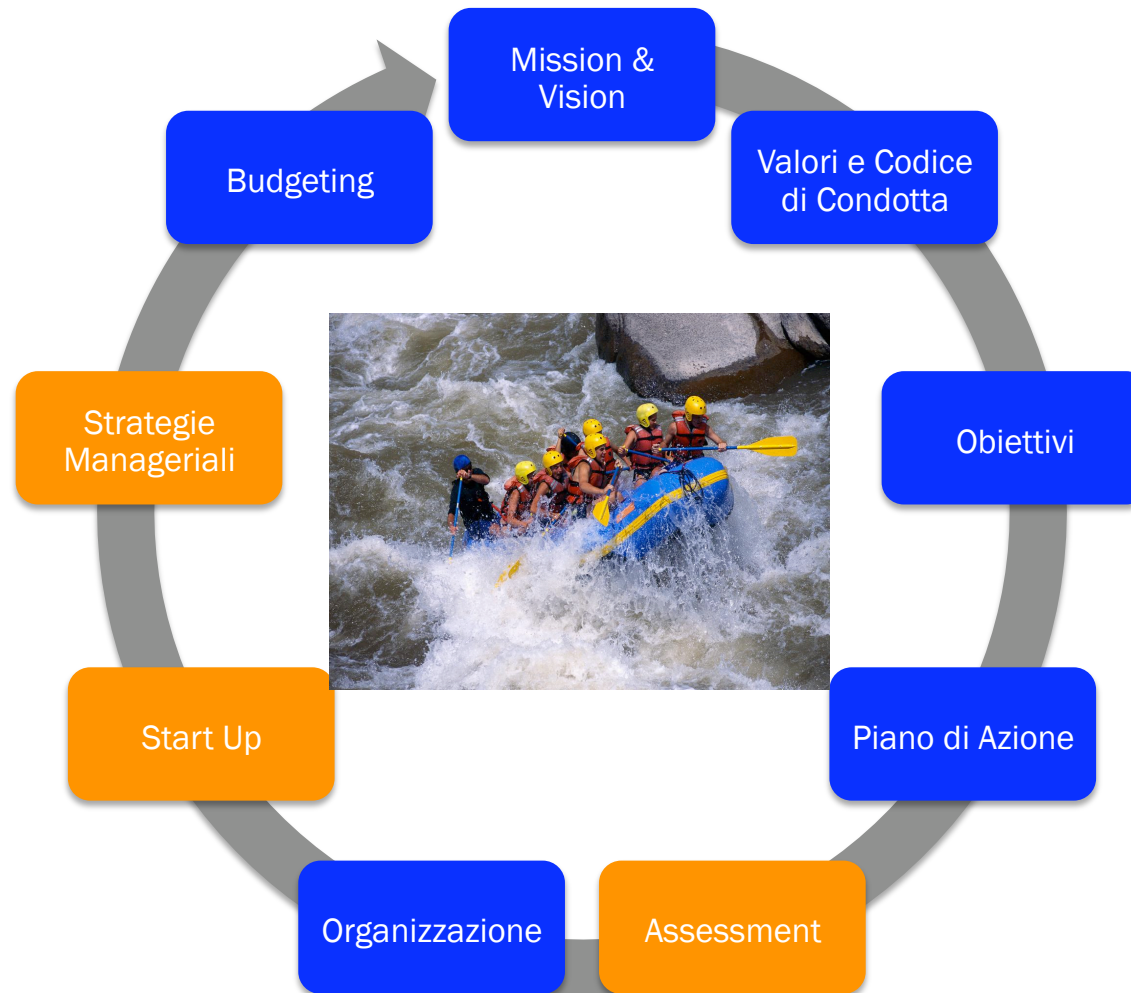 Mission &
Vision
Valori e Codice
di Condotta
Obiettivi
Piano di Azione
Assessment
Organizzazione
Start Up
Strategie
Manageriali
Budgeting